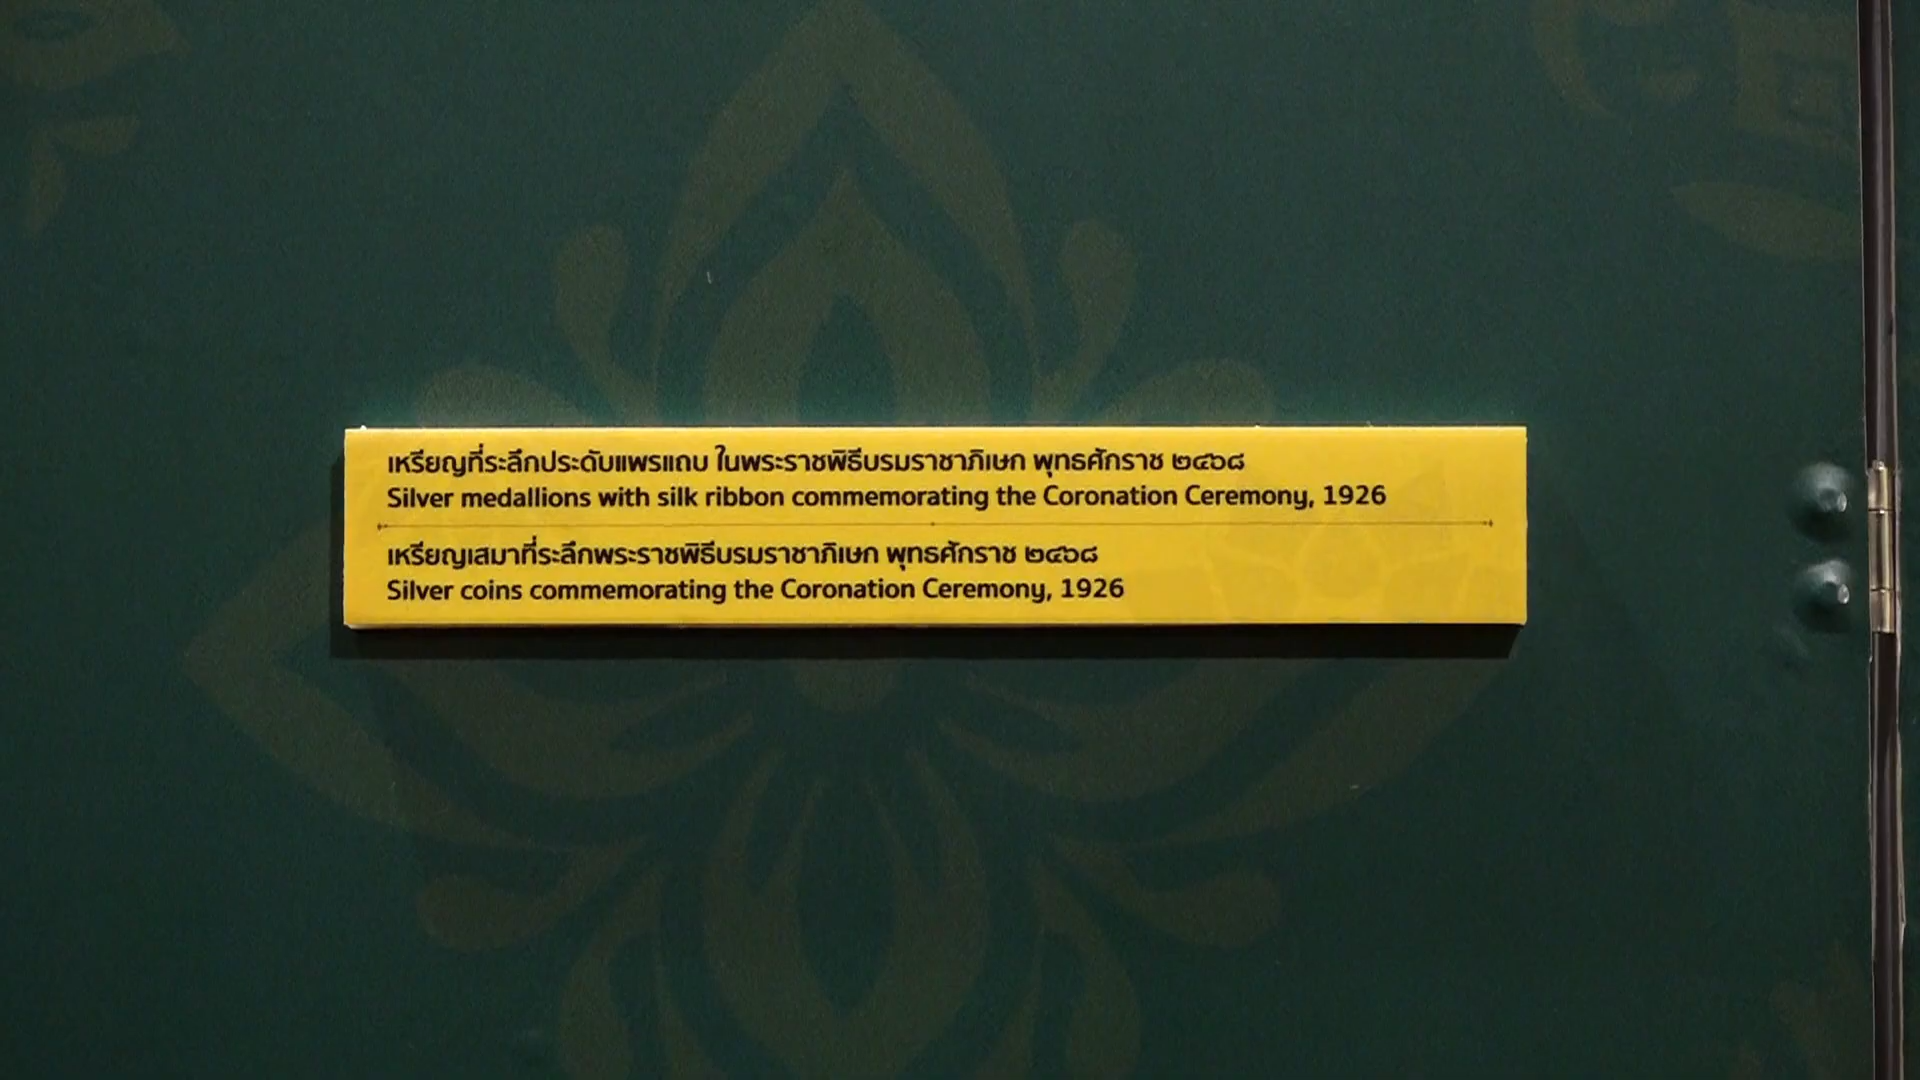 เหรียญที่ระลึกประดับแพรแถบ ในพระราชพิธีบรมราชาภิเษก พุทธศักราช ๒๔๖๘
Silver medallions with silk ribbon commemorating the Coronation Ceremony, 1926
เหรียญเสมาที่ระลึกพระราชพิธีบรมราชาภิเษก พุทธศักราช ๒๔๖๘
Silver coins commemorating the Coronation Ceremony, 1926